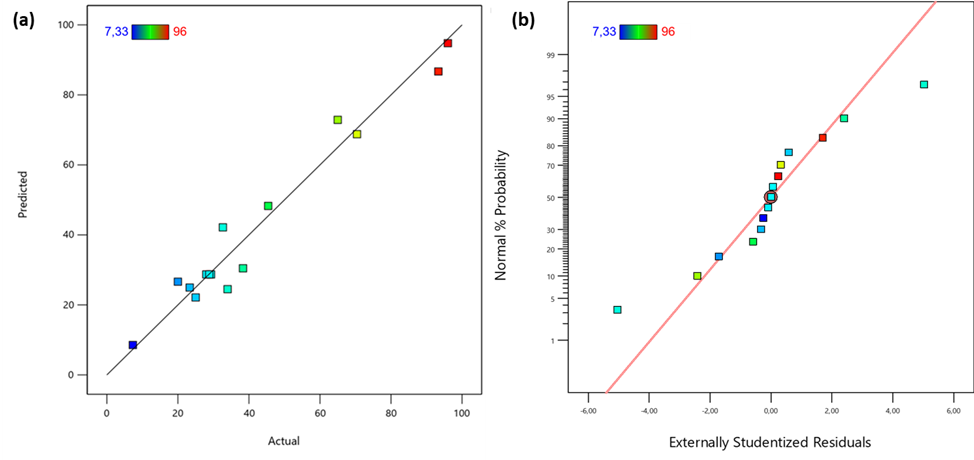 (a)
7,33 96
100
80
60
40
20
0
Predicted
0 20 40 60 80 100
Actual
(b)
7,33 96
99
95
90
80
70
50
30
20
10
5
1
Normal % Probability
-6,00 -4,00 -2,00 0,00 2,00 4,00 6,00
Externally Studentized Residuals